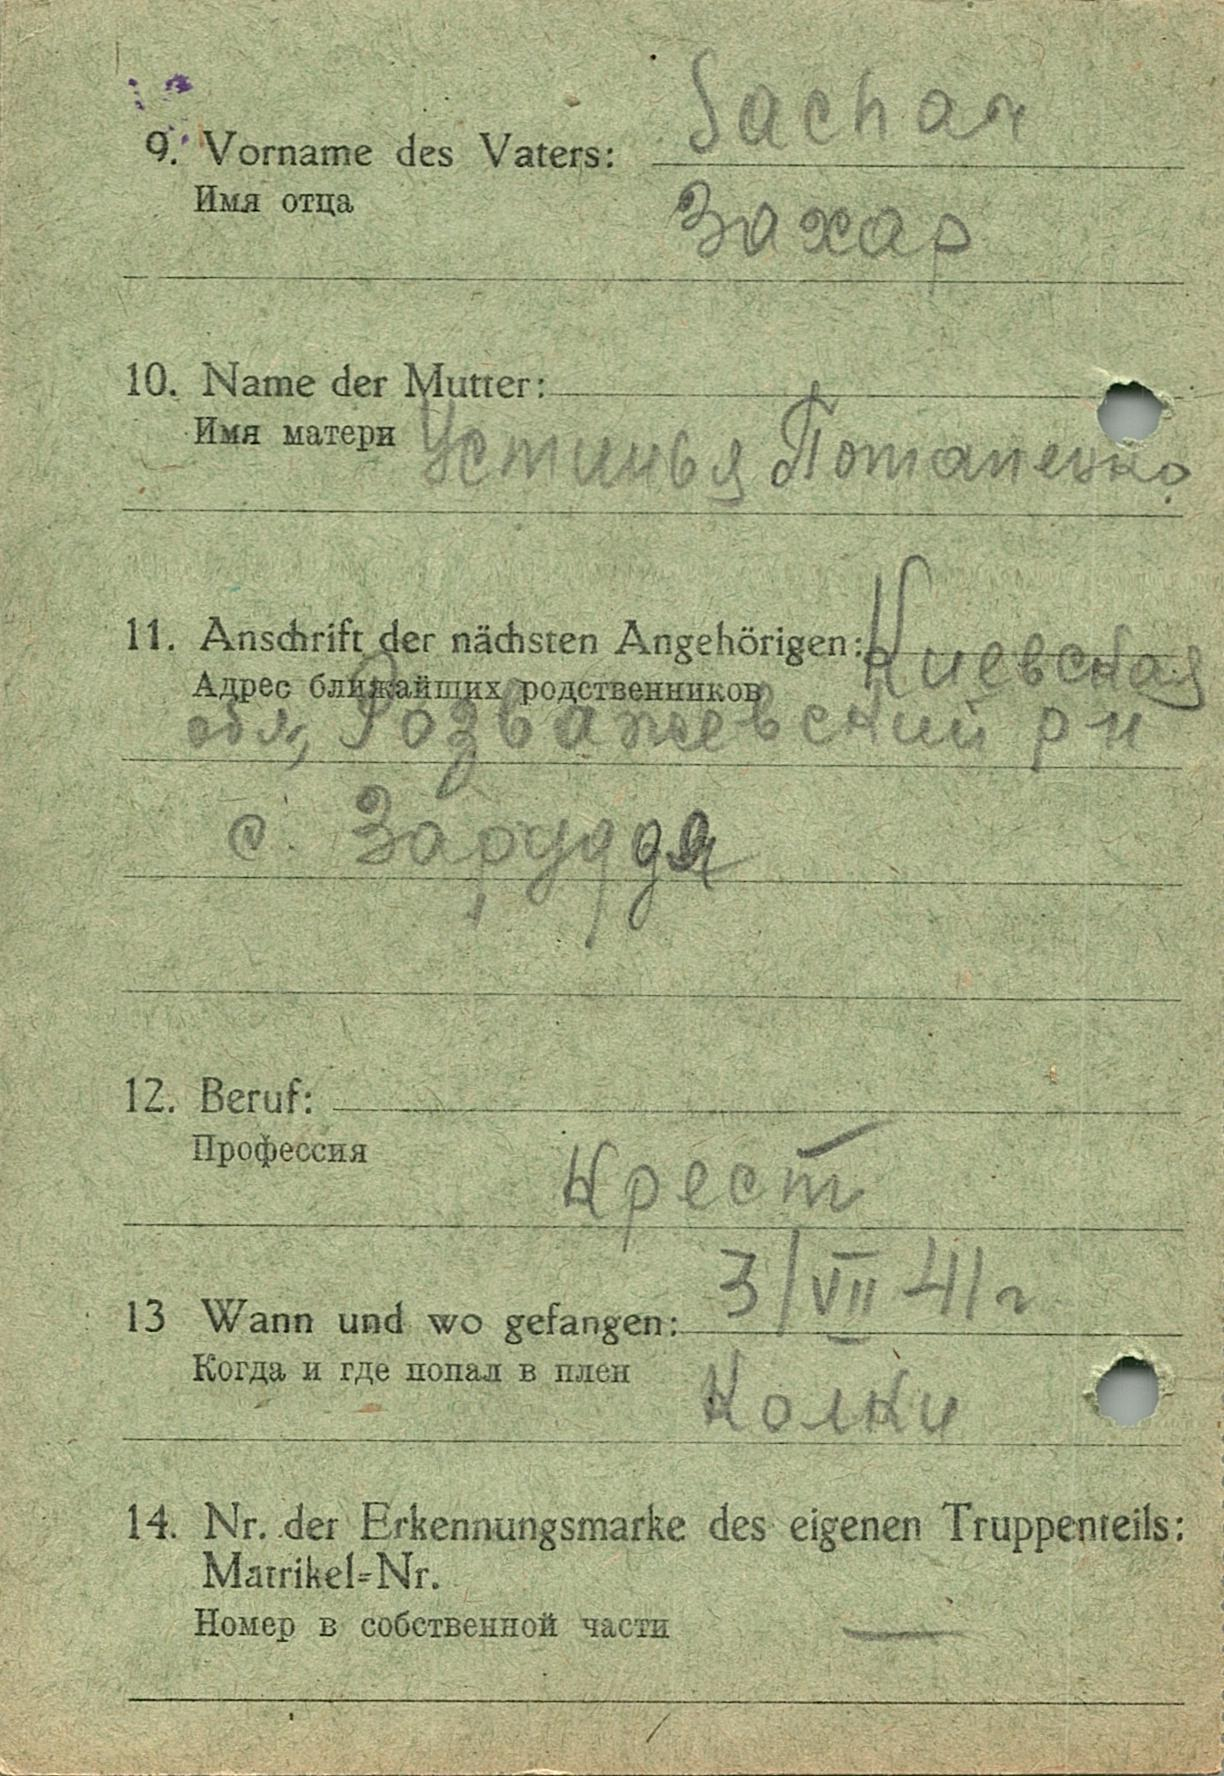 Sachar
9. Vorname des Vaters:
Имя отца
Захар
10. Name der Mutter:
Имя матери Устинья Потапенко
11. Anschrift der nächsten Angehörigen: Киевская
Адрес ближайших родственников
обл, Розважевский р н
с. Заруддя
12. Beruf:
Профессия
Крест
13 Wann und wo gefangen: 3/VII 41 г
Когда и где попал в плен Колки
14. Nr. der Erkennungsmarke des eigenen Truppenteils:
Matrikel-Nr.
Номер в собственной части —